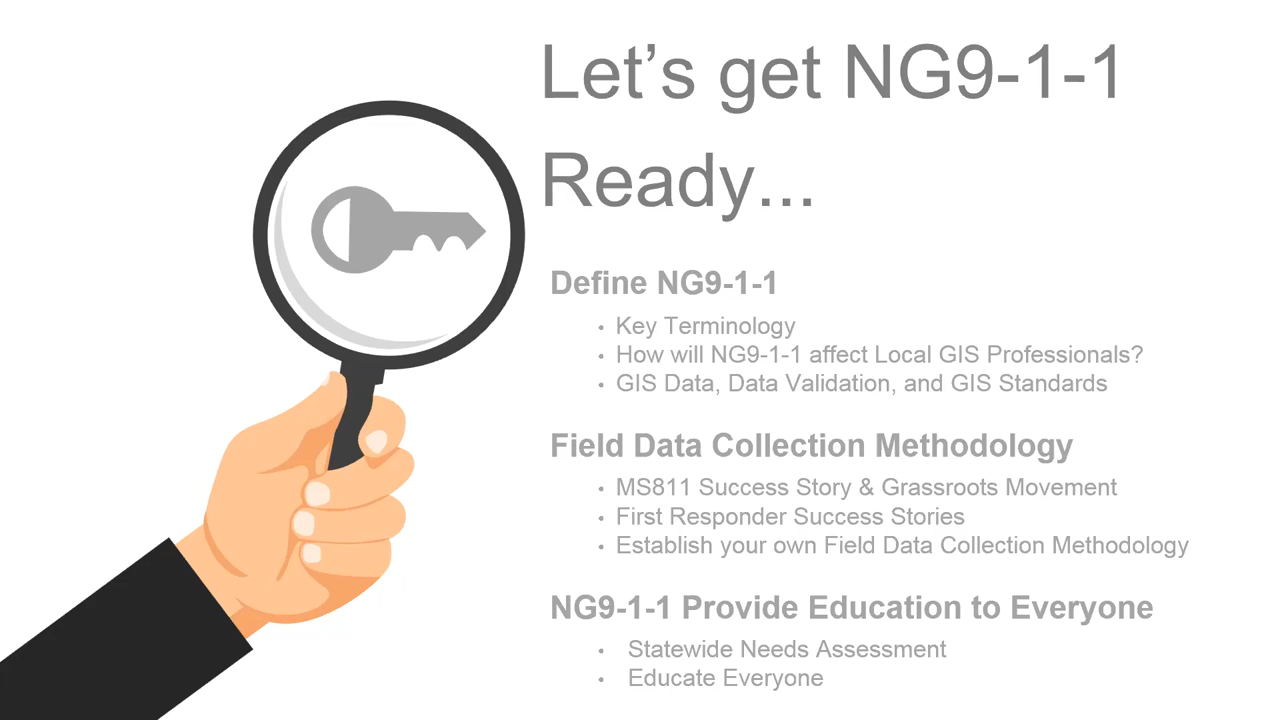 Let’s get NG9-1-1
Ready...
Define NG9-1-1
• Key Terminology
• How will NG9-1-1 affect Local GIS Professionals?
• GIS Data, Data Validation, and GIS Standards
Field Data Collection Methodology
• MS811 Success Story & Grassroots Movement
• First Responder Success Stories
• Establish your own Field Data Collection Methodology
NG9-1-1 Provide Education to Everyone
• Statewide Needs Assessment
• Educate Everyone